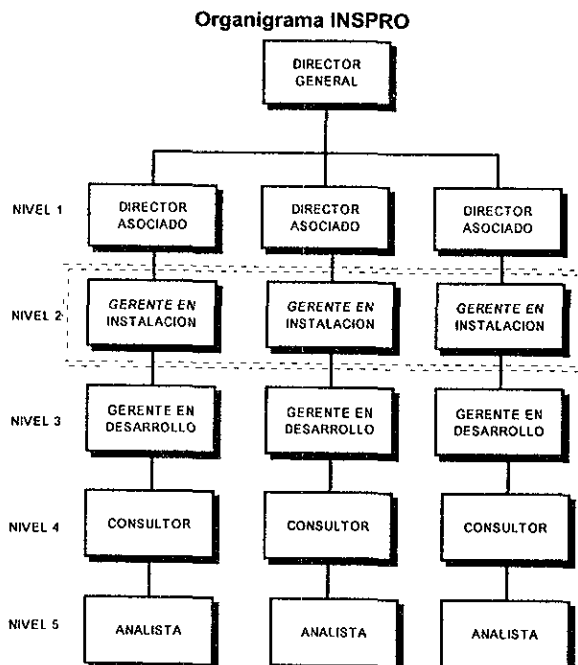 Organigrama INSPRO
DIRECTOR
GENERAL
NIVEL 1
DIRECTOR
ASOCIADO
DIRECTOR
ASOCIADO
DIRECTOR
ASOCIADO
NIVEL 2
GERENTE EN
INSTALACION
GERENTE EN
INSTALACION
GERENTE EN
INSTALACION
NIVEL 3
GERENTE EN
DESARROLLO
GERENTE EN
DESARROLLO
GERENTE EN
DESARROLLO
NIVEL 4
CONSULTOR
CONSULTOR
CONSULTOR
NIVEL 5
ANALISTA
ANALISTA
ANALISTA